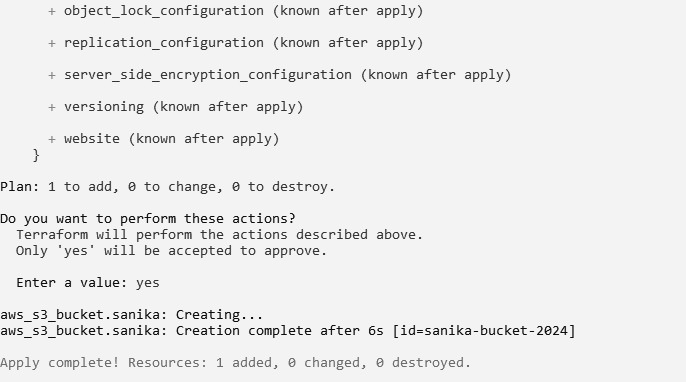 + object_lock_configuration (known after apply)
+ replication_configuration (known after apply)
+ server_side_encryption_configuration (known after apply)
+ versioning (known after apply)
+ website (known after apply)
}
Plan: 1 to add, 0 to change, 0 to destroy.
Do you want to perform these actions?
Terraform will perform the actions described above.
Only 'yes' will be accepted to approve.
Enter a value: yes
aws_s3_bucket.sanika: Creating...
aws_s3_bucket.sanika: Creation complete after 6s [id=sanika-bucket-2024]
Apply complete! Resources: 1 added, 0 changed, 0 destroyed.